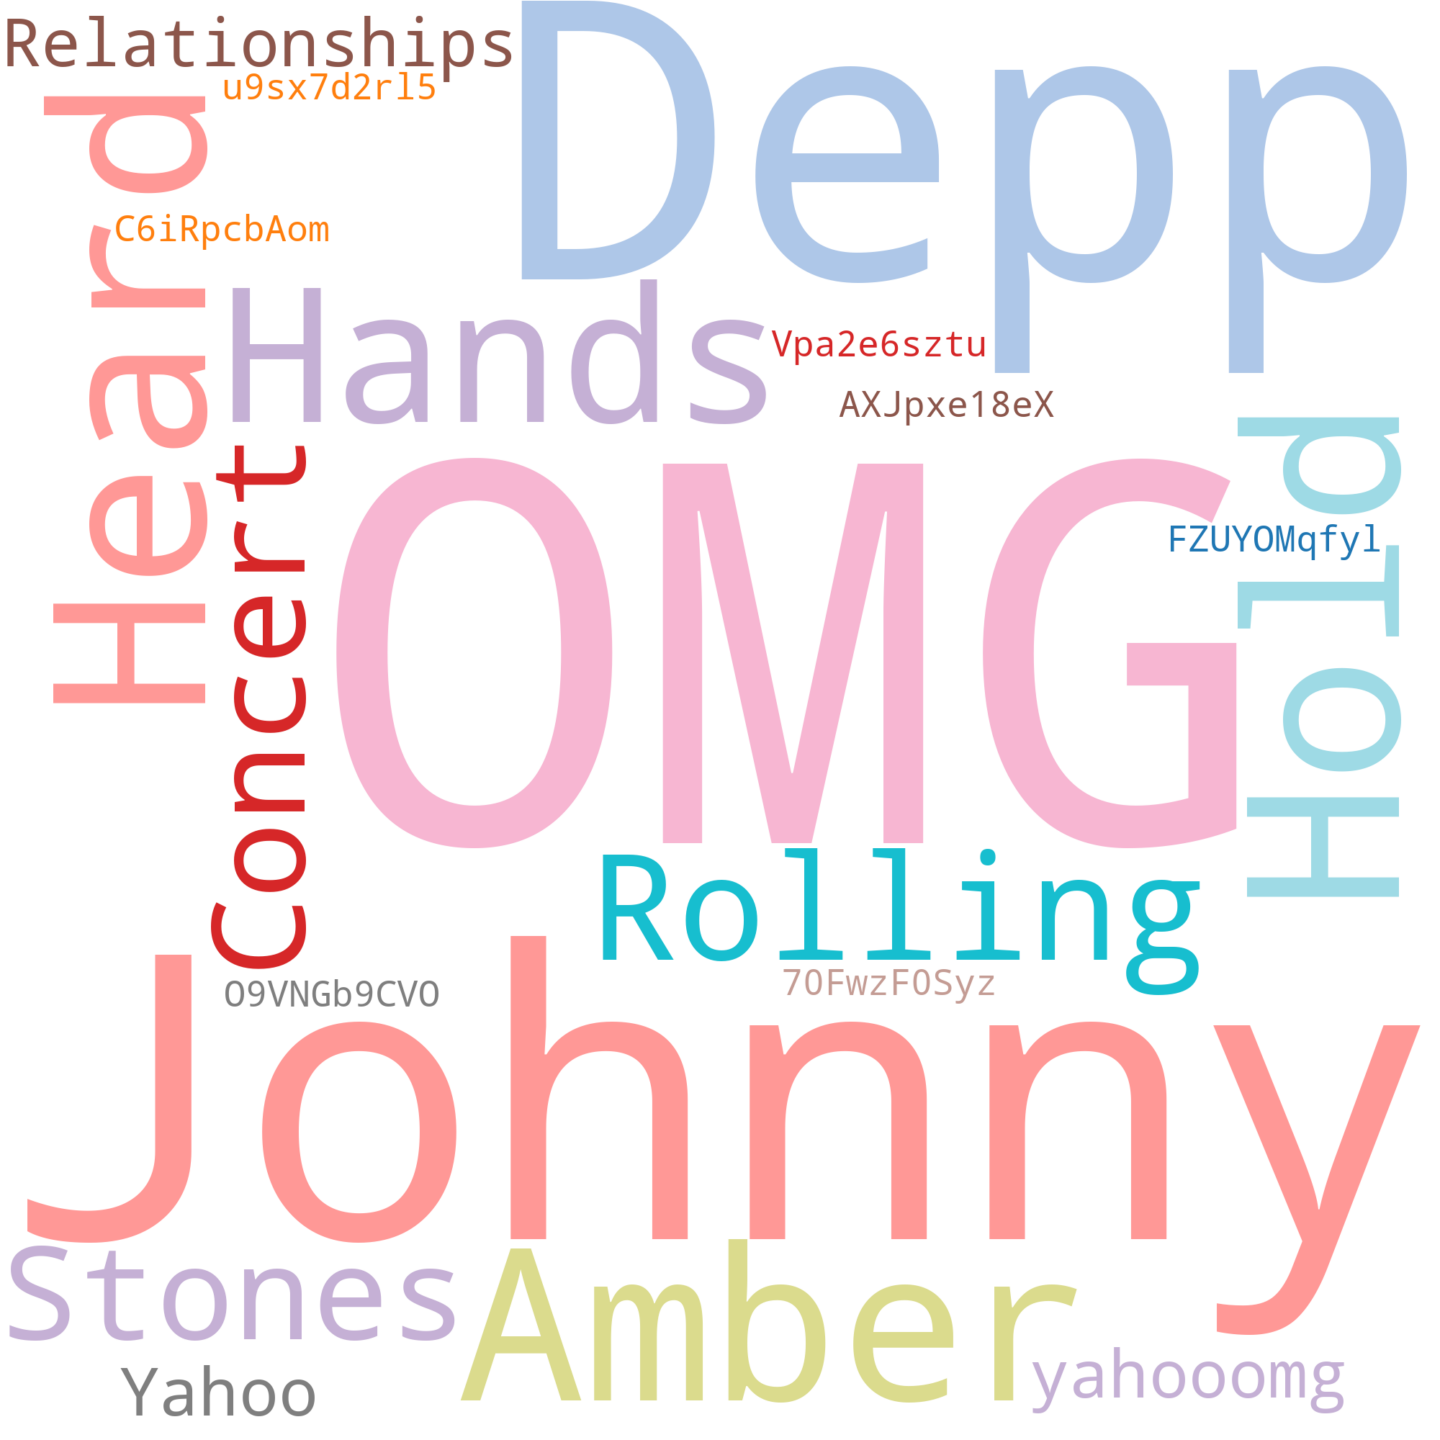 Relationships
Depp
u9sx7d2rl5
Heard
C6iRpcbAom
Hands
Vpa2e6sztu
AXJpxe18eX
Hold
Concert
OMG
FZUYOMqfyl
Rolling
O9VNGb9CVO
70FwzF0Syz
Johnny
Stones
Amber
Yahoo
yahooomg